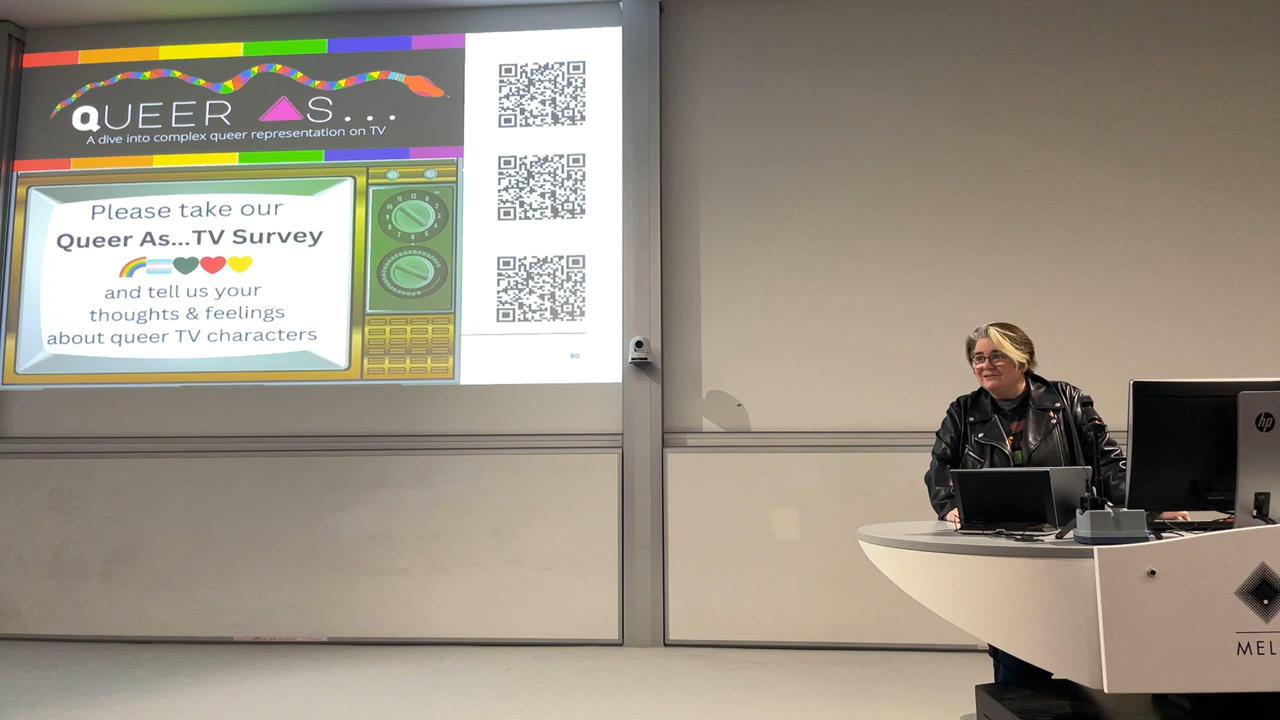 QUEER AS...
A dive into complex queer representation on TV
Please take our
Queer As...TV Survey
and tell us your
thoughts & feelings
about queer TV characters
80
hp
MEL